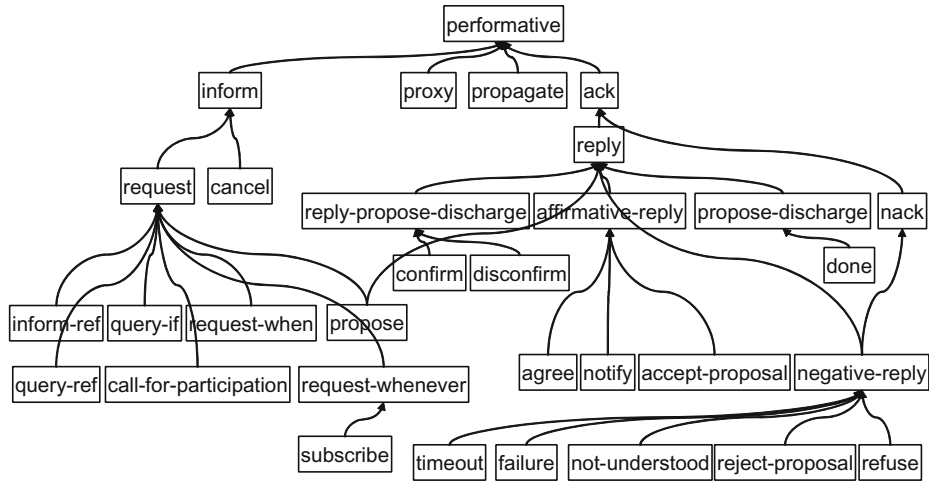 performative
inform
proxy
propagate
ack
reply
request
cancel
reply-propose-discharge
affirmative-reply
propose-discharge
nack
confirm
disconfirm
done
inform-ref
query-if
request-when
propose
query-ref
call-for-participation
request-whenever
agree
notify
accept-proposal
negative-reply
subscribe
timeout
failure
not-understood
reject-proposal
refuse